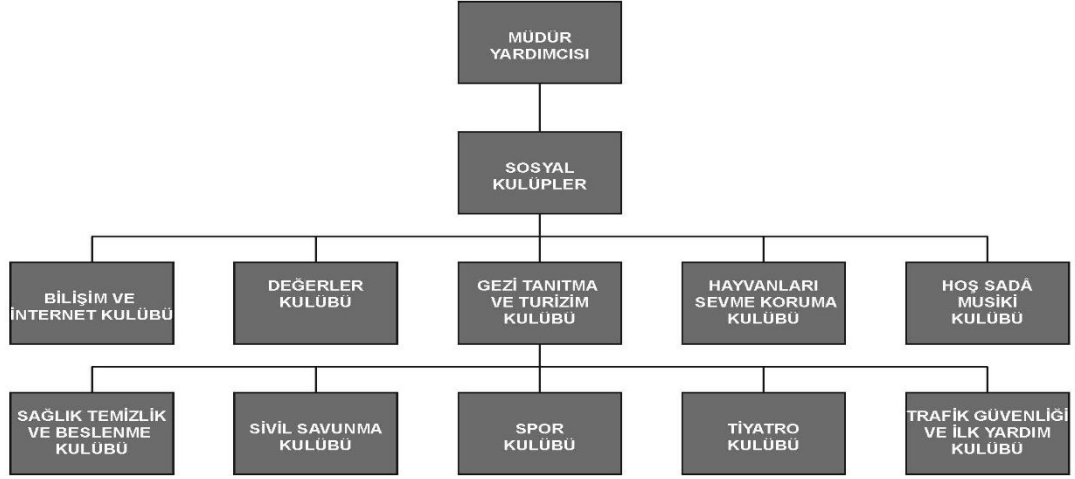 MÜDÜR
YARDIMCISI
SOSYAL
KULÜPLER
BİLİŞİM VE
İNTERNET KULÜBÜ
DEĞERLER
KULÜBÜ
GEZİ TANITMA
VE TURİZİM
KULÜBÜ
HAYVANLARI
SEVME KORUMA
KULÜBÜ
HOŞ SADÂ
MUSİKİ
KULÜBÜ
SAĞLIK TEMİZLİK
VE BESLENME
KULÜBÜ
SİVİL SAVUNMA
KULÜBÜ
SPOR
KULÜBÜ
TİYATRO
KULÜBÜ
TRAFİK GÜVENLİĞİ
VE İLK YARDIM
KULÜBÜ